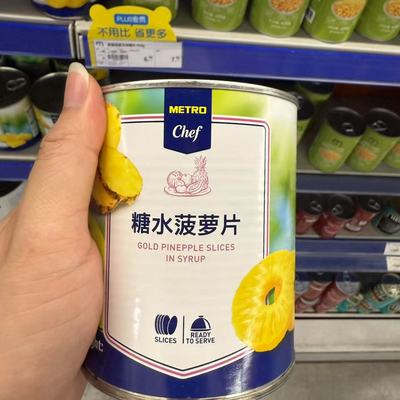 PLUS会员
不用比 省更多
METRO
Chef
糖水菠萝片
GOLD PINEPPLE SLICES
IN SYRUP
SLICES
READY
TO SERVE